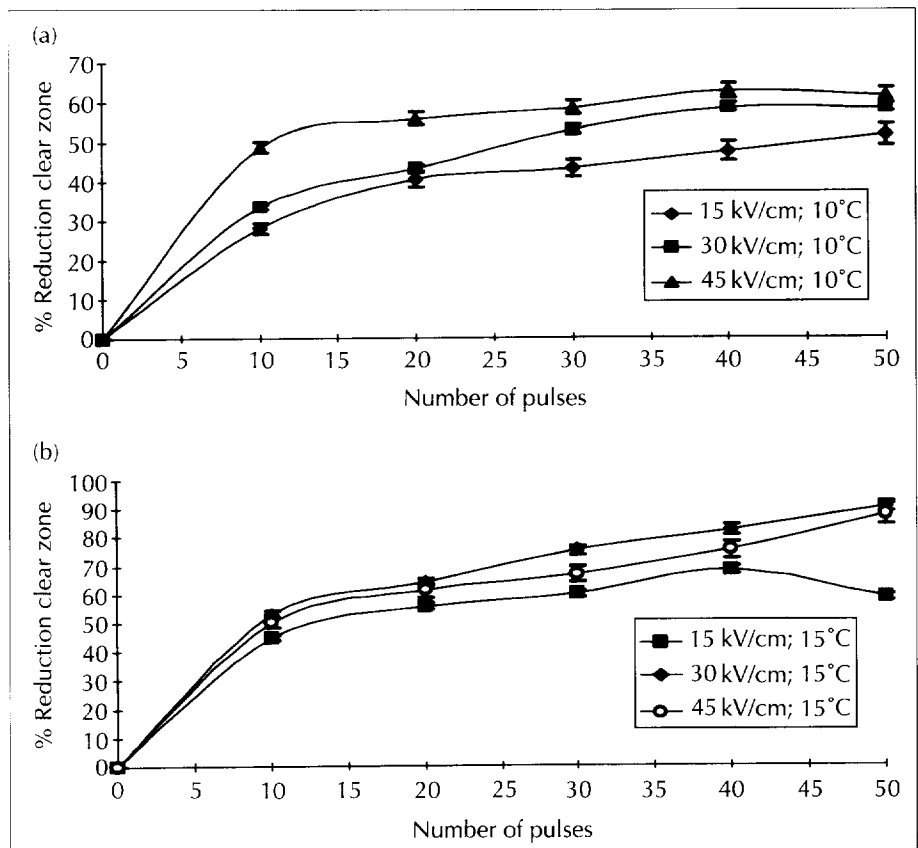 (a)
% Reduction clear zone
70
60
50
40
30
20
10
0
0 5 10 15 20 25 30 35 40 45 50
Number of pulses
15 kV/cm; 10°C
30 kV/cm; 10°C
45 kV/cm; 10°C
(b)
% Reduction clear zone
100
90
80
70
60
50
40
30
20
10
0
0 5 10 15 20 25 30 35 40 45 50
Number of pulses
15 kV/cm; 15°C
30 kV/cm; 15°C
45 kV/cm; 15°C